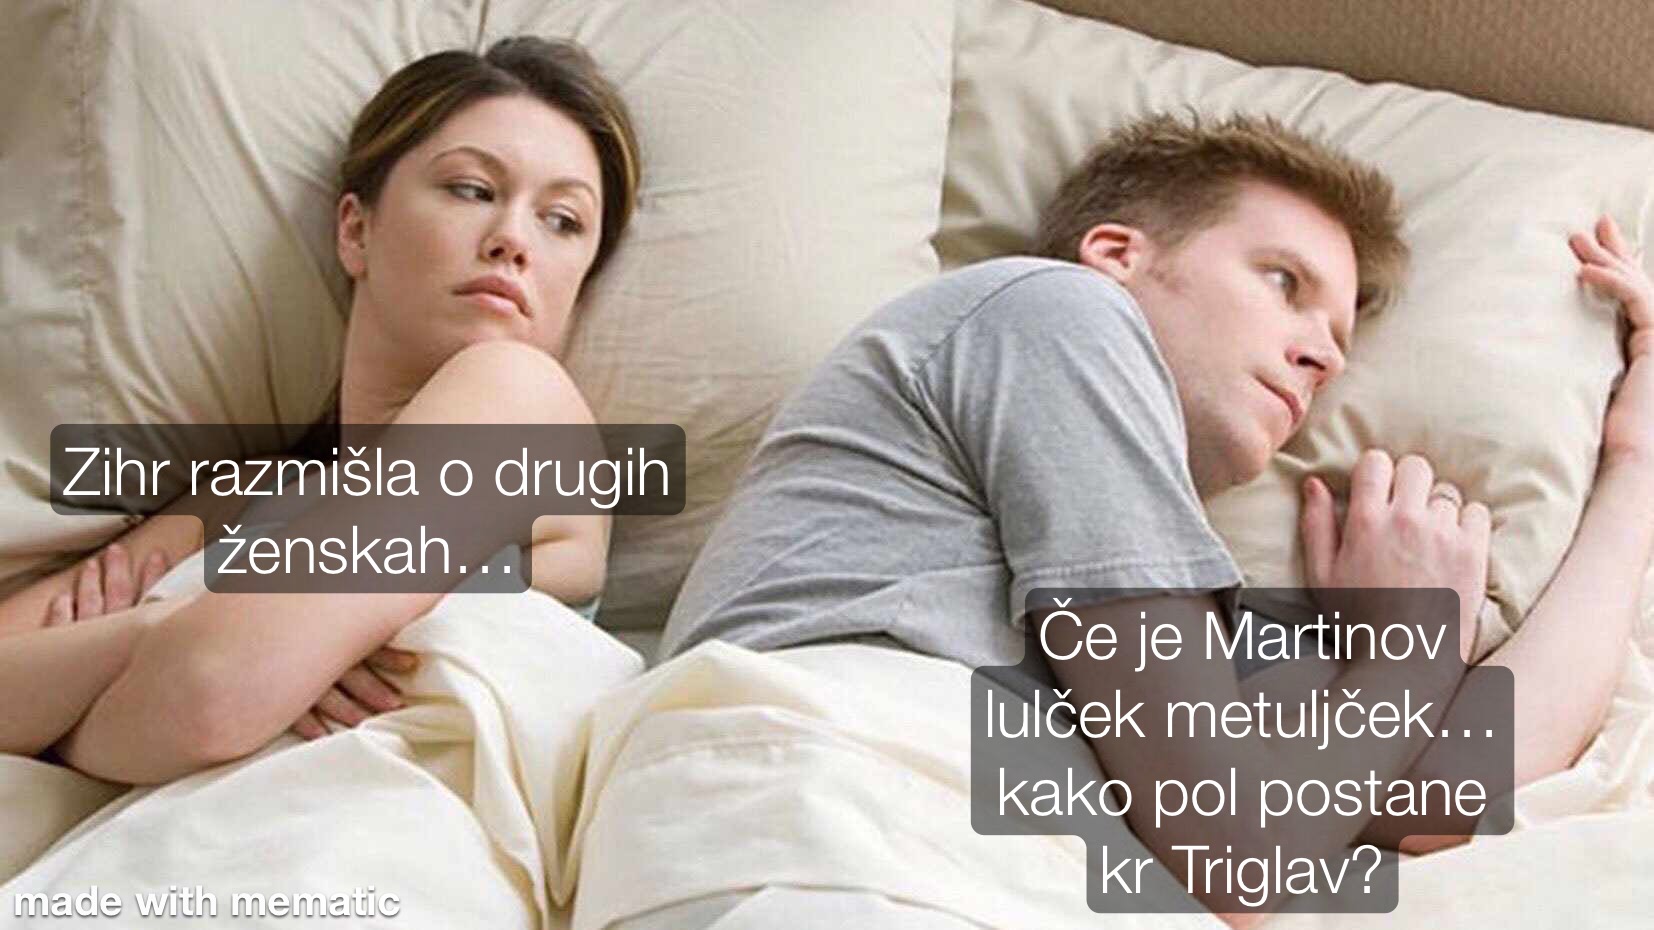 Zihr razmišla o drugih
ženskah...
Če je Martinov
lulček metuljček...
kako pol postane
kr Triglav?
made with mematic